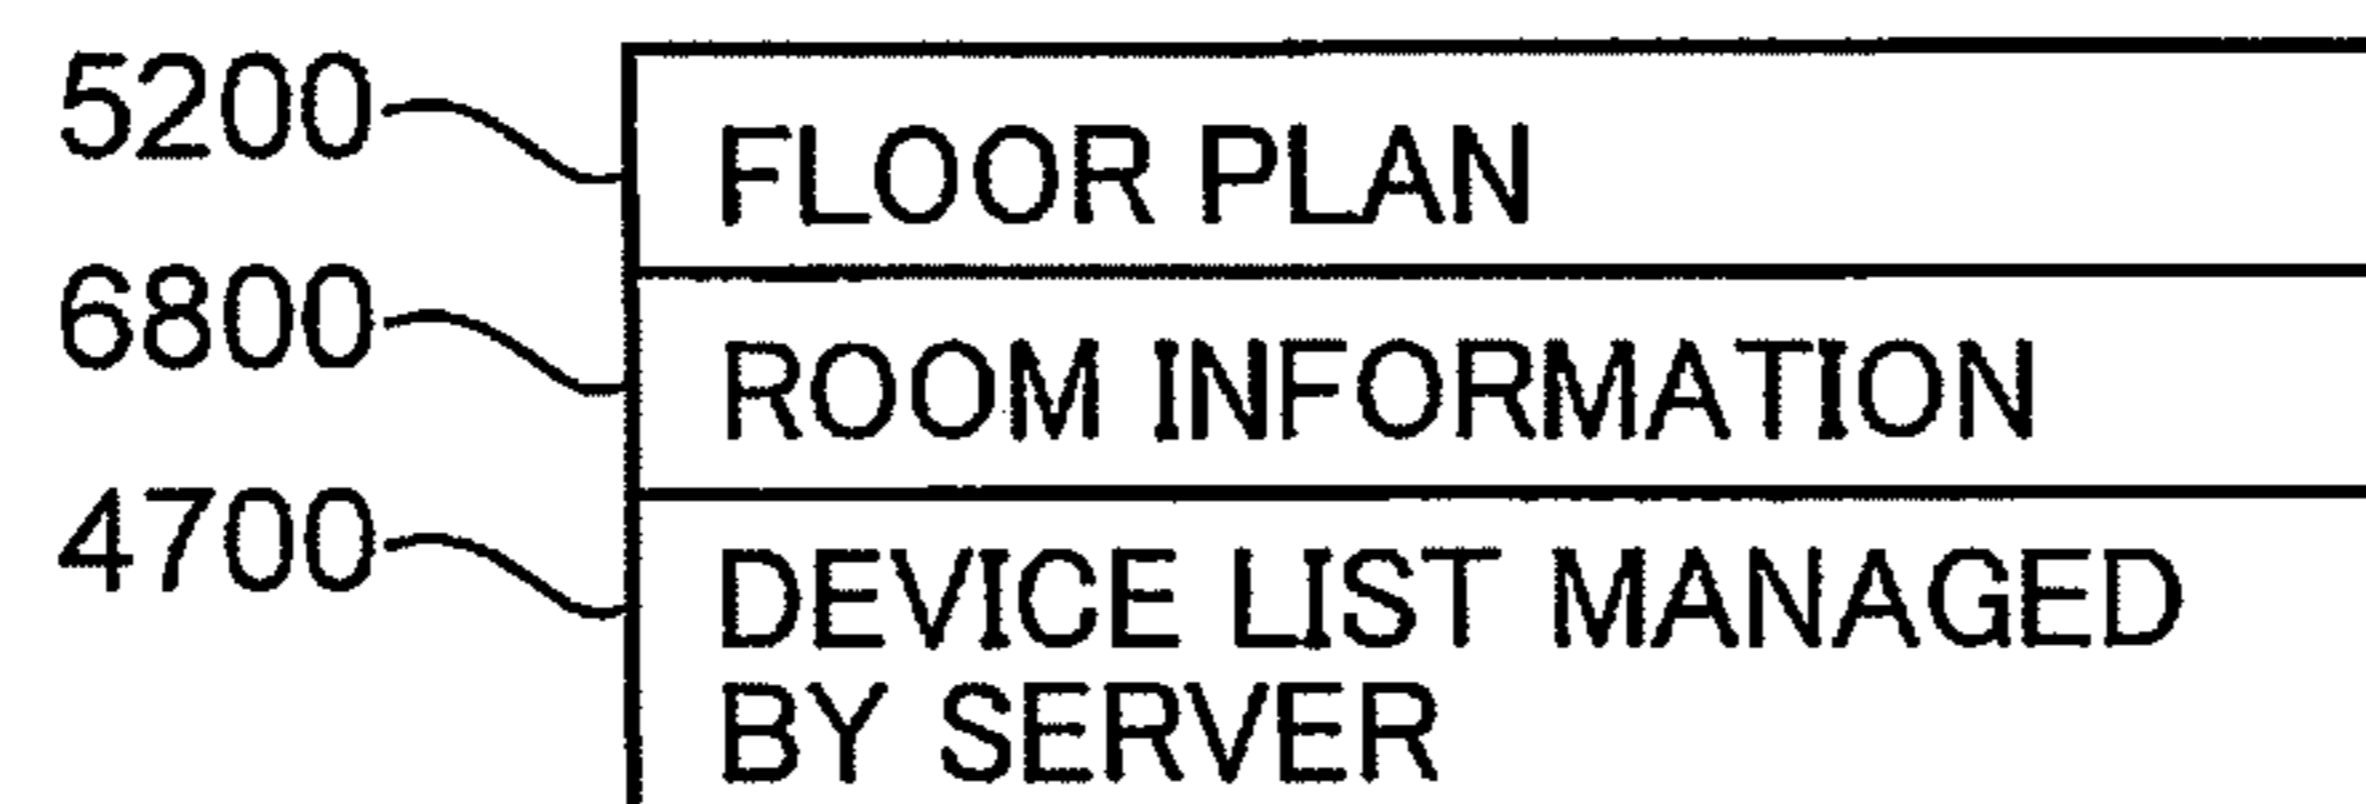 5200 FLOOR PLAN
6800 ROOM INFORMATION
4700 DEVICE LIST MANAGED
BY SERVER